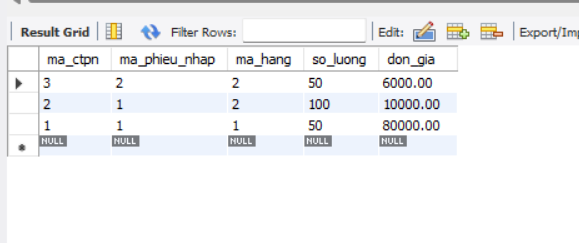 Result Grid Filter Rows: Edit: Export/Imp
ma_ctpn ma_phieu_nhap ma_hang so_luong don_gia
3 2 2 50 6000.00
2 1 2 100 10000.00
1 1 1 50 80000.00
NULL NULL NULL NULL NULL